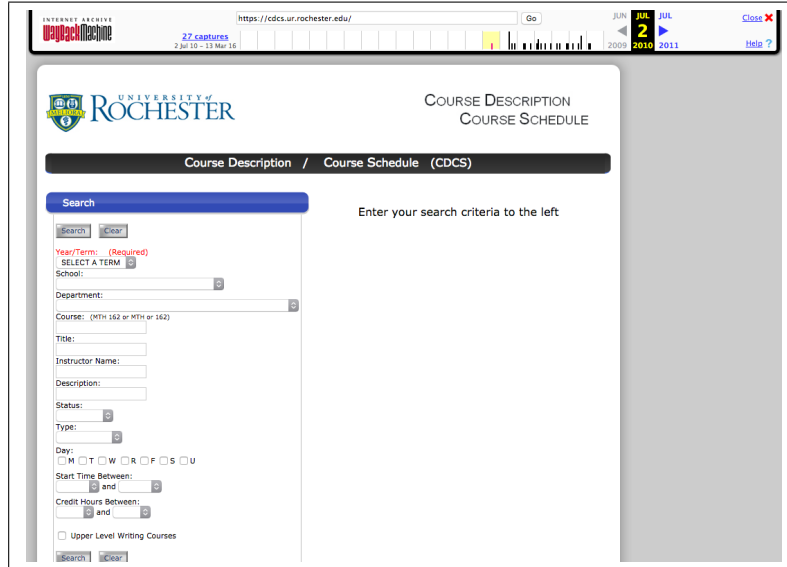 INTERNET ARCHIVE
WayBackMachine
https://cdcs.ur.rochester.edu/
Go
27 captures
2 Jul 10 – 13 Mar 16
JUN JUL JUL
2
2009 2010 2011
Close
Help ?
MELIORA
UNIVERSITY of
ROCHESTER
COURSE DESCRIPTION
COURSE SCHEDULE
Course Description / Course Schedule (CDCS)
Search
Enter your search criteria to the left
Search Clear
Year/Term: (Required)
SELECT A TERM
School:
Department:
Course: (MTH 162 or MTH or 162)
Title:
Instructor Name:
Description:
Status:
Type:
Day:
M T W R F S U
Start Time Between:
and
Credit Hours Between:
and
Upper Level Writing Courses
Search Clear